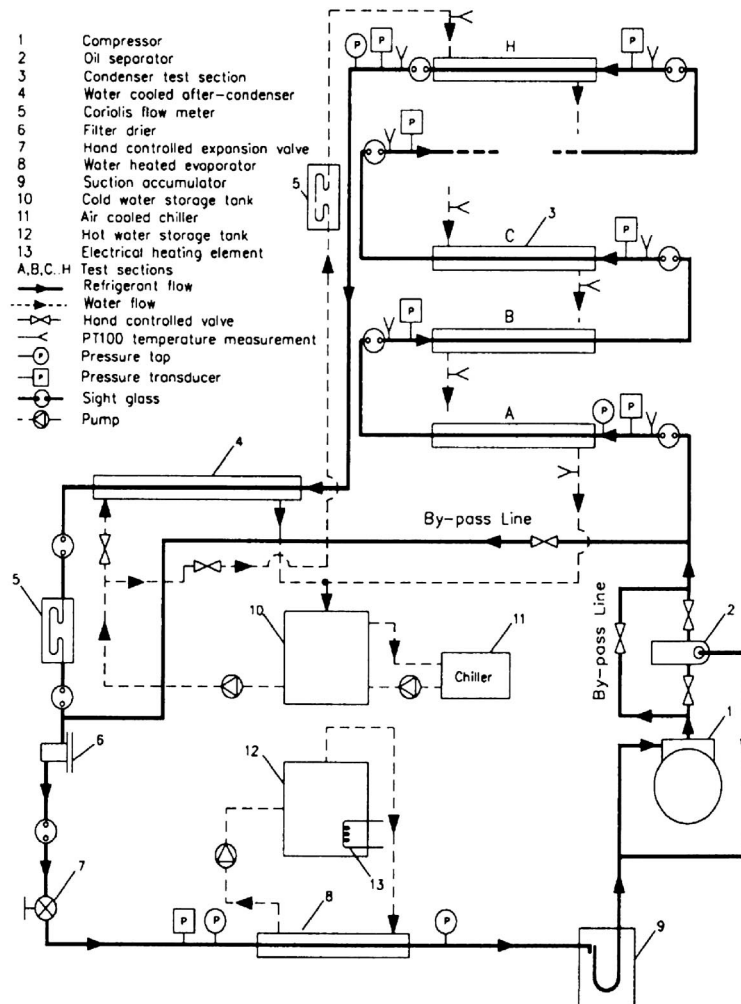 1 Compressor
2 Oil separator
3 Condenser test section
4 Water cooled after-condenser
5 Coriolis flow meter
6 Filter drier
7 Hand controlled expansion valve
8 Water heated evaporator
9 Suction accumulator
10 Cold water storage tank
11 Air cooled chiller
12 Hot water storage tank
13 Electrical heating element
A,B,C..H Test sections
Refrigerant flow
Water flow
Hand controlled valve
PT100 temperature measurement
P Pressure tap
P Pressure transducer
Sight glass
Pump
H
P P
P
P
5
3
C
P
P
B
A
P P
4
By-pass Line
5
10
11
Chiller
By-pass Line
2
1
6
12
13
7
8
P P
P
9